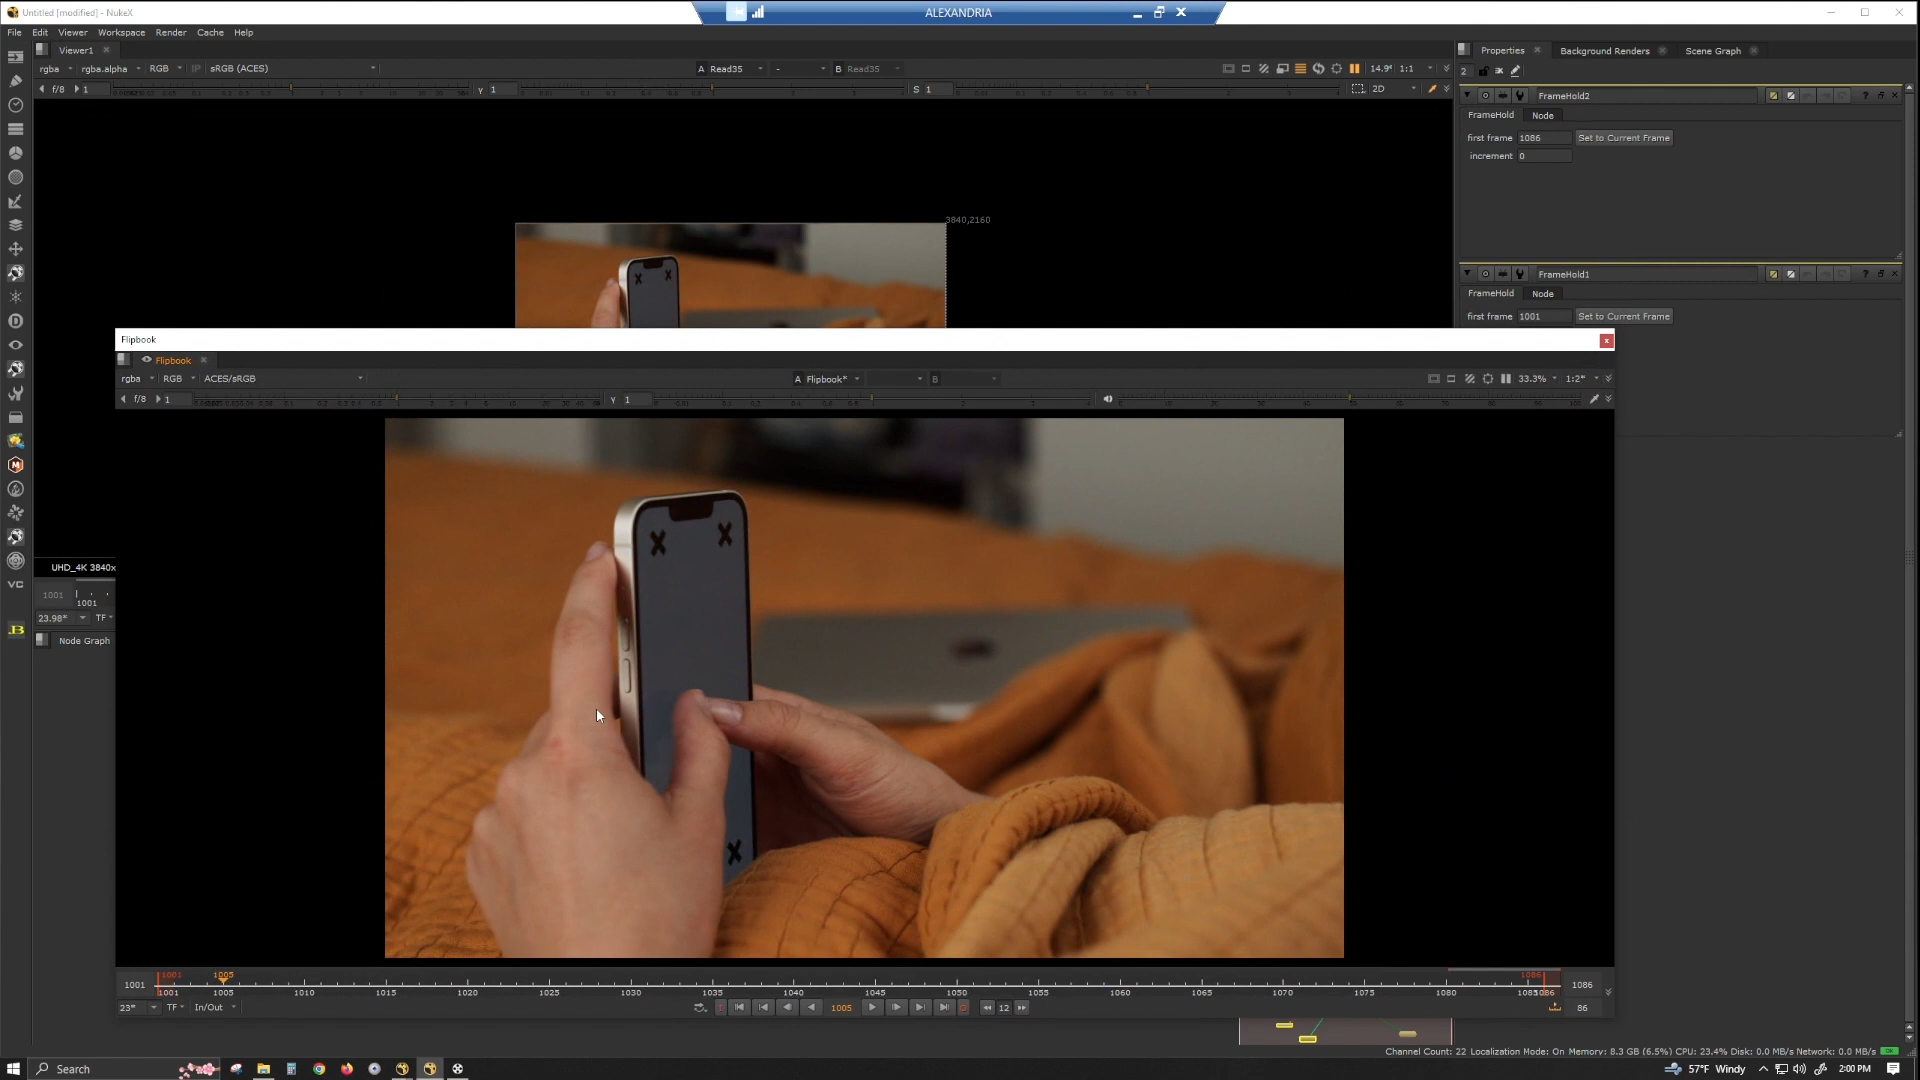 Untitled [modified] - NukeX
ALEXANDRIA
File Edit Viewer Workspace Render Cache Help
Viewer1
Properties Background Renders Scene Graph
rgba rgba.alpha RGB IP sRGB (ACES) A Read35 - B Read35 14.9 1:1
2
f/8 1 Y 1 S 1 2D
FrameHold2
FrameHold Node
first frame 1086 Set to Current Frame
increment 0
3840,2160
FrameHold1
FrameHold Node
first frame 1001 Set to Current Frame
Flipbook
Flipbook
rgba RGB ACES/sRGB A Flipbook* B 33.3% 1:2*
f/8 1 Y 1
UHD_4K 3840x
1001
1001
23.98* TF
Node Graph
VC
1001 1005 1086
1001 1001 1005 1010 1015 1020 1025 1030 1035 1040 1045 1050 1055 1060 1065 1070 1075 1080 1086 1086
23* TF In/Out 1005 12 86
Channel Count: 22 Localization Mode: On Memory: 8.3 GB (6.5%) CPU: 23.4% Disk: 0.0 MB/s Network: 0.0 MB/s
Search
57°F Windy 2:00 PM